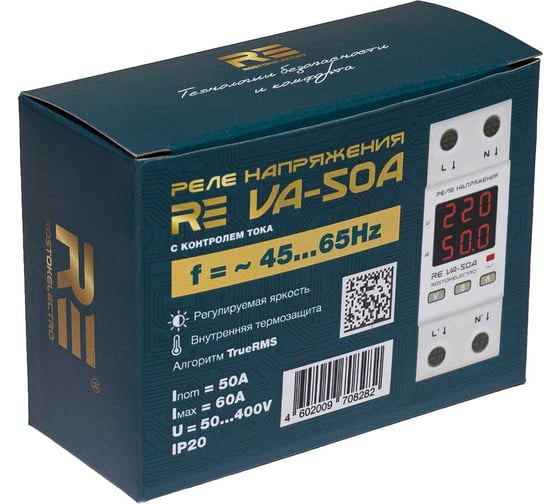 RE
ROSTOKELECTRO
Технологии безопасности
и комфорта
RE
ROSTOKELECTRO
®
РЕЛЕ НАПРЯЖЕНИЯ
RE VA-50A
С КОНТРОЛЕМ ТОКА
f = ~ 45...65Hz
Регулируемая яркость
Внутренняя термозащита
Алгоритм TrueRMS
Inom = 50A
Imax = 60A
U = 50...400V
IP20
4 602009 708282
L↓ N↓
РЕЛЕ НАПРЯЖЕНИЯ
220
50.0
RE VA-50A
ROSTOKELECTRO
V S Λ
L'↓ N'↓